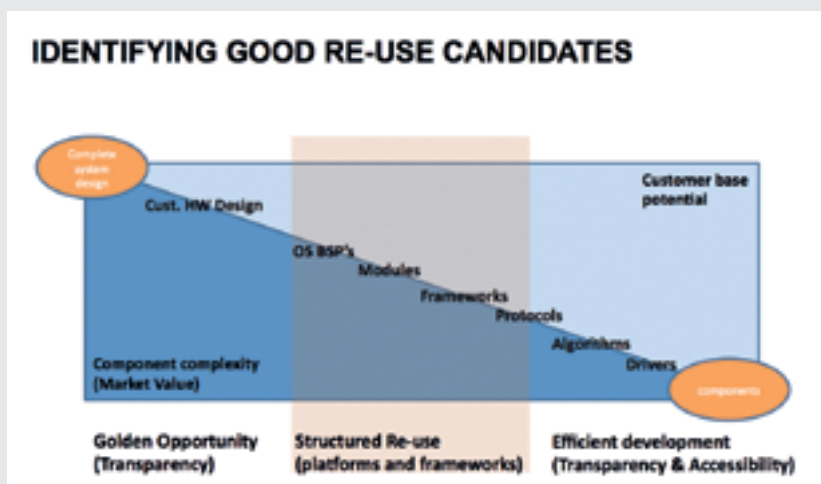 IDENTIFYING GOOD RE-USE CANDIDATES
Complete
system
design
Customer base
potential
Cust. HW Design
OS BSP's
Modules
Frameworks
Protocols
Algorithms
Drivers
Component complexity
(Market Value)
components
Golden Opportunity
(Transparency)
Structured Re-use
(platforms and frameworks)
Efficient development
(Transparency & Accessibility)